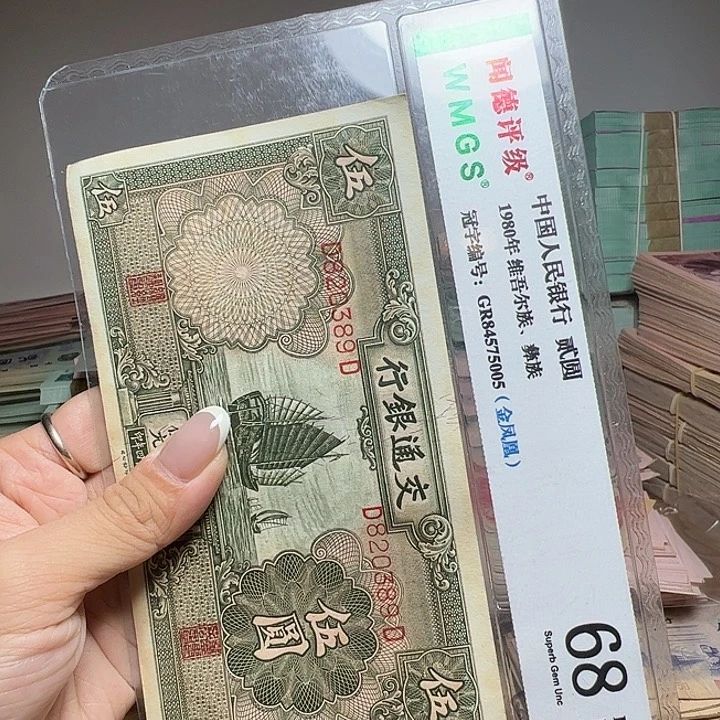 闻德评级®
WMGS®
中国人民银行 贰圆
1980年 维吾尔族、彝族
冠字编号：GR84575005（金凤凰）
68
Superb Gem Unc
伍
伍
D820389D
交通銀行
D820389D
伍圓
伍